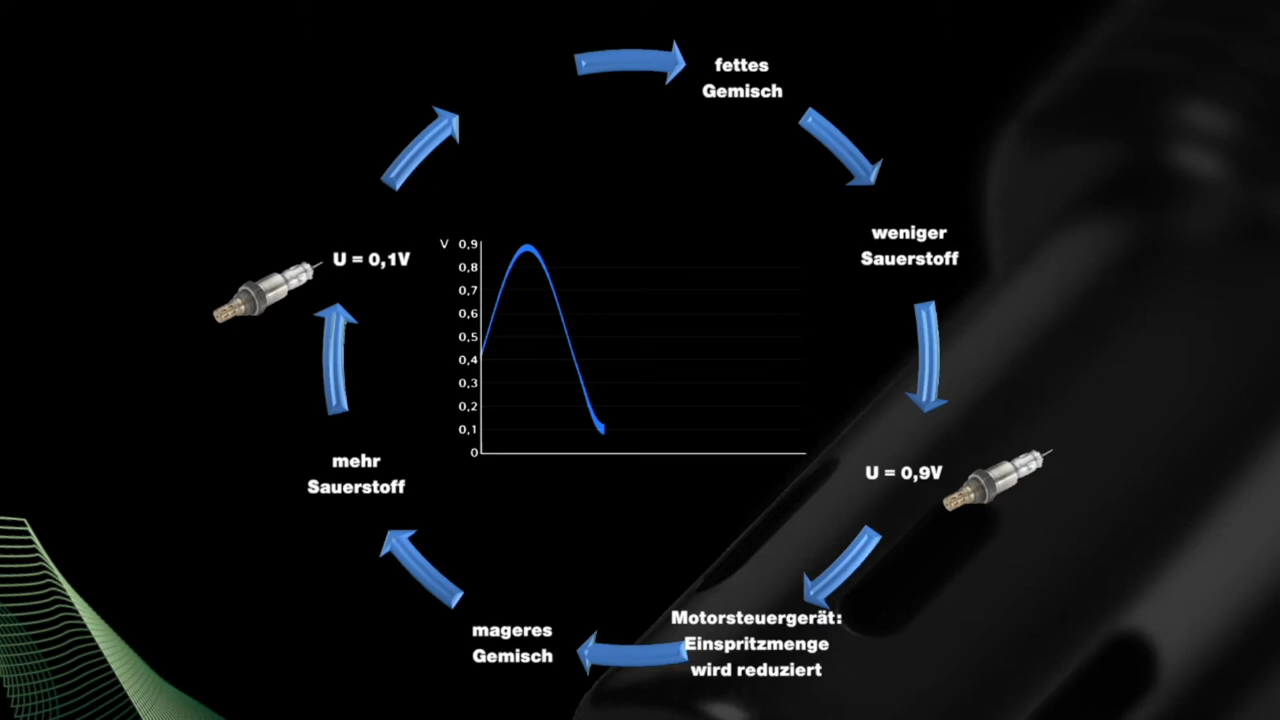 fettes
Gemisch
weniger
Sauerstoff
U = 0,9V
Motorsteuergerät:
Einspritzmenge
wird reduziert
mageres
Gemisch
mehr
Sauerstoff
U = 0,1V
V
0,9
0,8
0,7
0,6
0,5
0,4
0,3
0,2
0,1
0